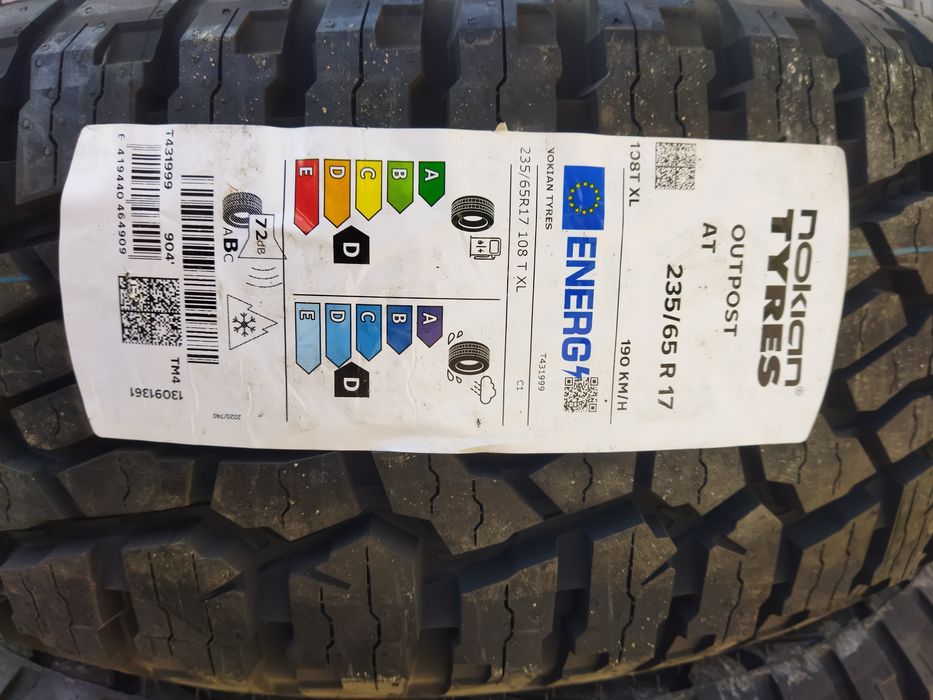 nokian®
TYRES
OUTPOST
AT
235/65 R 17
108T XL
190 KM/H
ENERG
NOKIAN TYRES
T431999
235/65R17 108 T XL
C1
A
B
C
D
E
D
A
B
C
D
E
D
72dB
ABC
2020/740
T431999
904
TM4
13091361
6 419440 464909